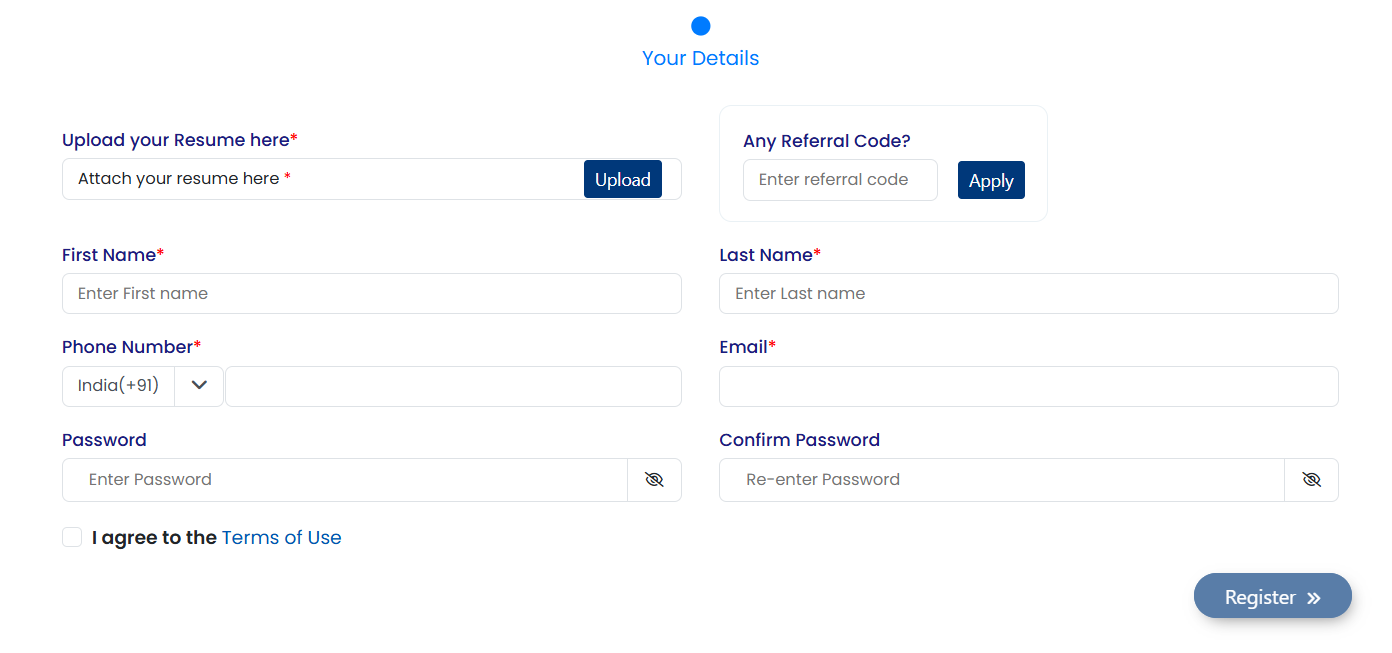 Your Details
Upload your Resume here*
Attach your resume here *
Upload
Any Referral Code?
Enter referral code
Apply
First Name*
Enter First name
Last Name*
Enter Last name
Phone Number*
India(+91)
Email*
Password
Enter Password
Confirm Password
Re-enter Password
I agree to the Terms of Use
Register »